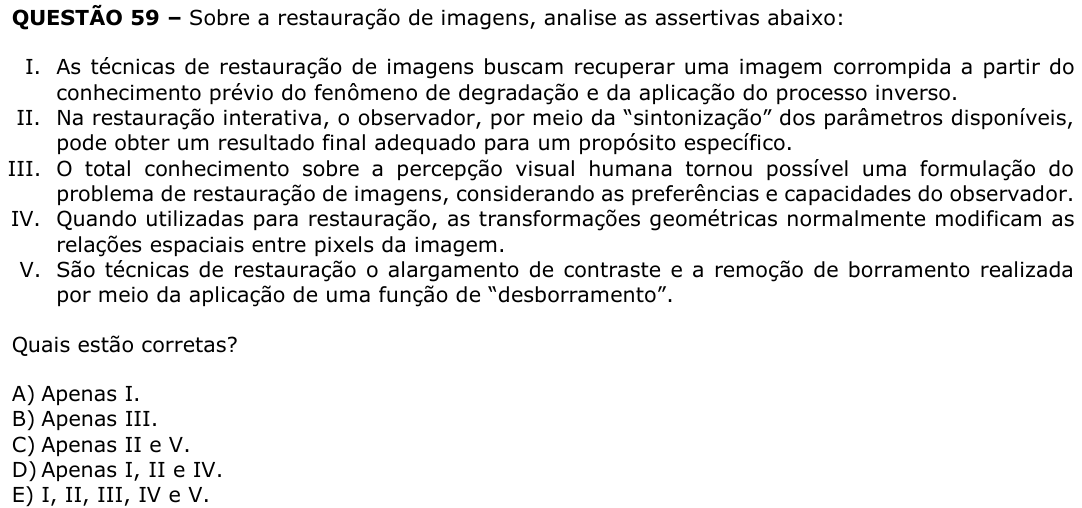 QUESTÃO 59 – Sobre a restauração de imagens, analise as assertivas abaixo:
I. As técnicas de restauração de imagens buscam recuperar uma imagem corrompida a partir do
conhecimento prévio do fenômeno de degradação e da aplicação do processo inverso.
II. Na restauração interativa, o observador, por meio da “sintonização” dos parâmetros disponíveis,
pode obter um resultado final adequado para um propósito específico.
III. O total conhecimento sobre a percepção visual humana tornou possível uma formulação do
problema de restauração de imagens, considerando as preferências e capacidades do observador.
IV. Quando utilizadas para restauração, as transformações geométricas normalmente modificam as
relações espaciais entre pixels da imagem.
V. São técnicas de restauração o alargamento de contraste e a remoção de borramento realizada
por meio da aplicação de uma função de “desborramento”.
Quais estão corretas?
A) Apenas I.
B) Apenas III.
C) Apenas II e V.
D) Apenas I, II e IV.
E) I, II, III, IV e V.